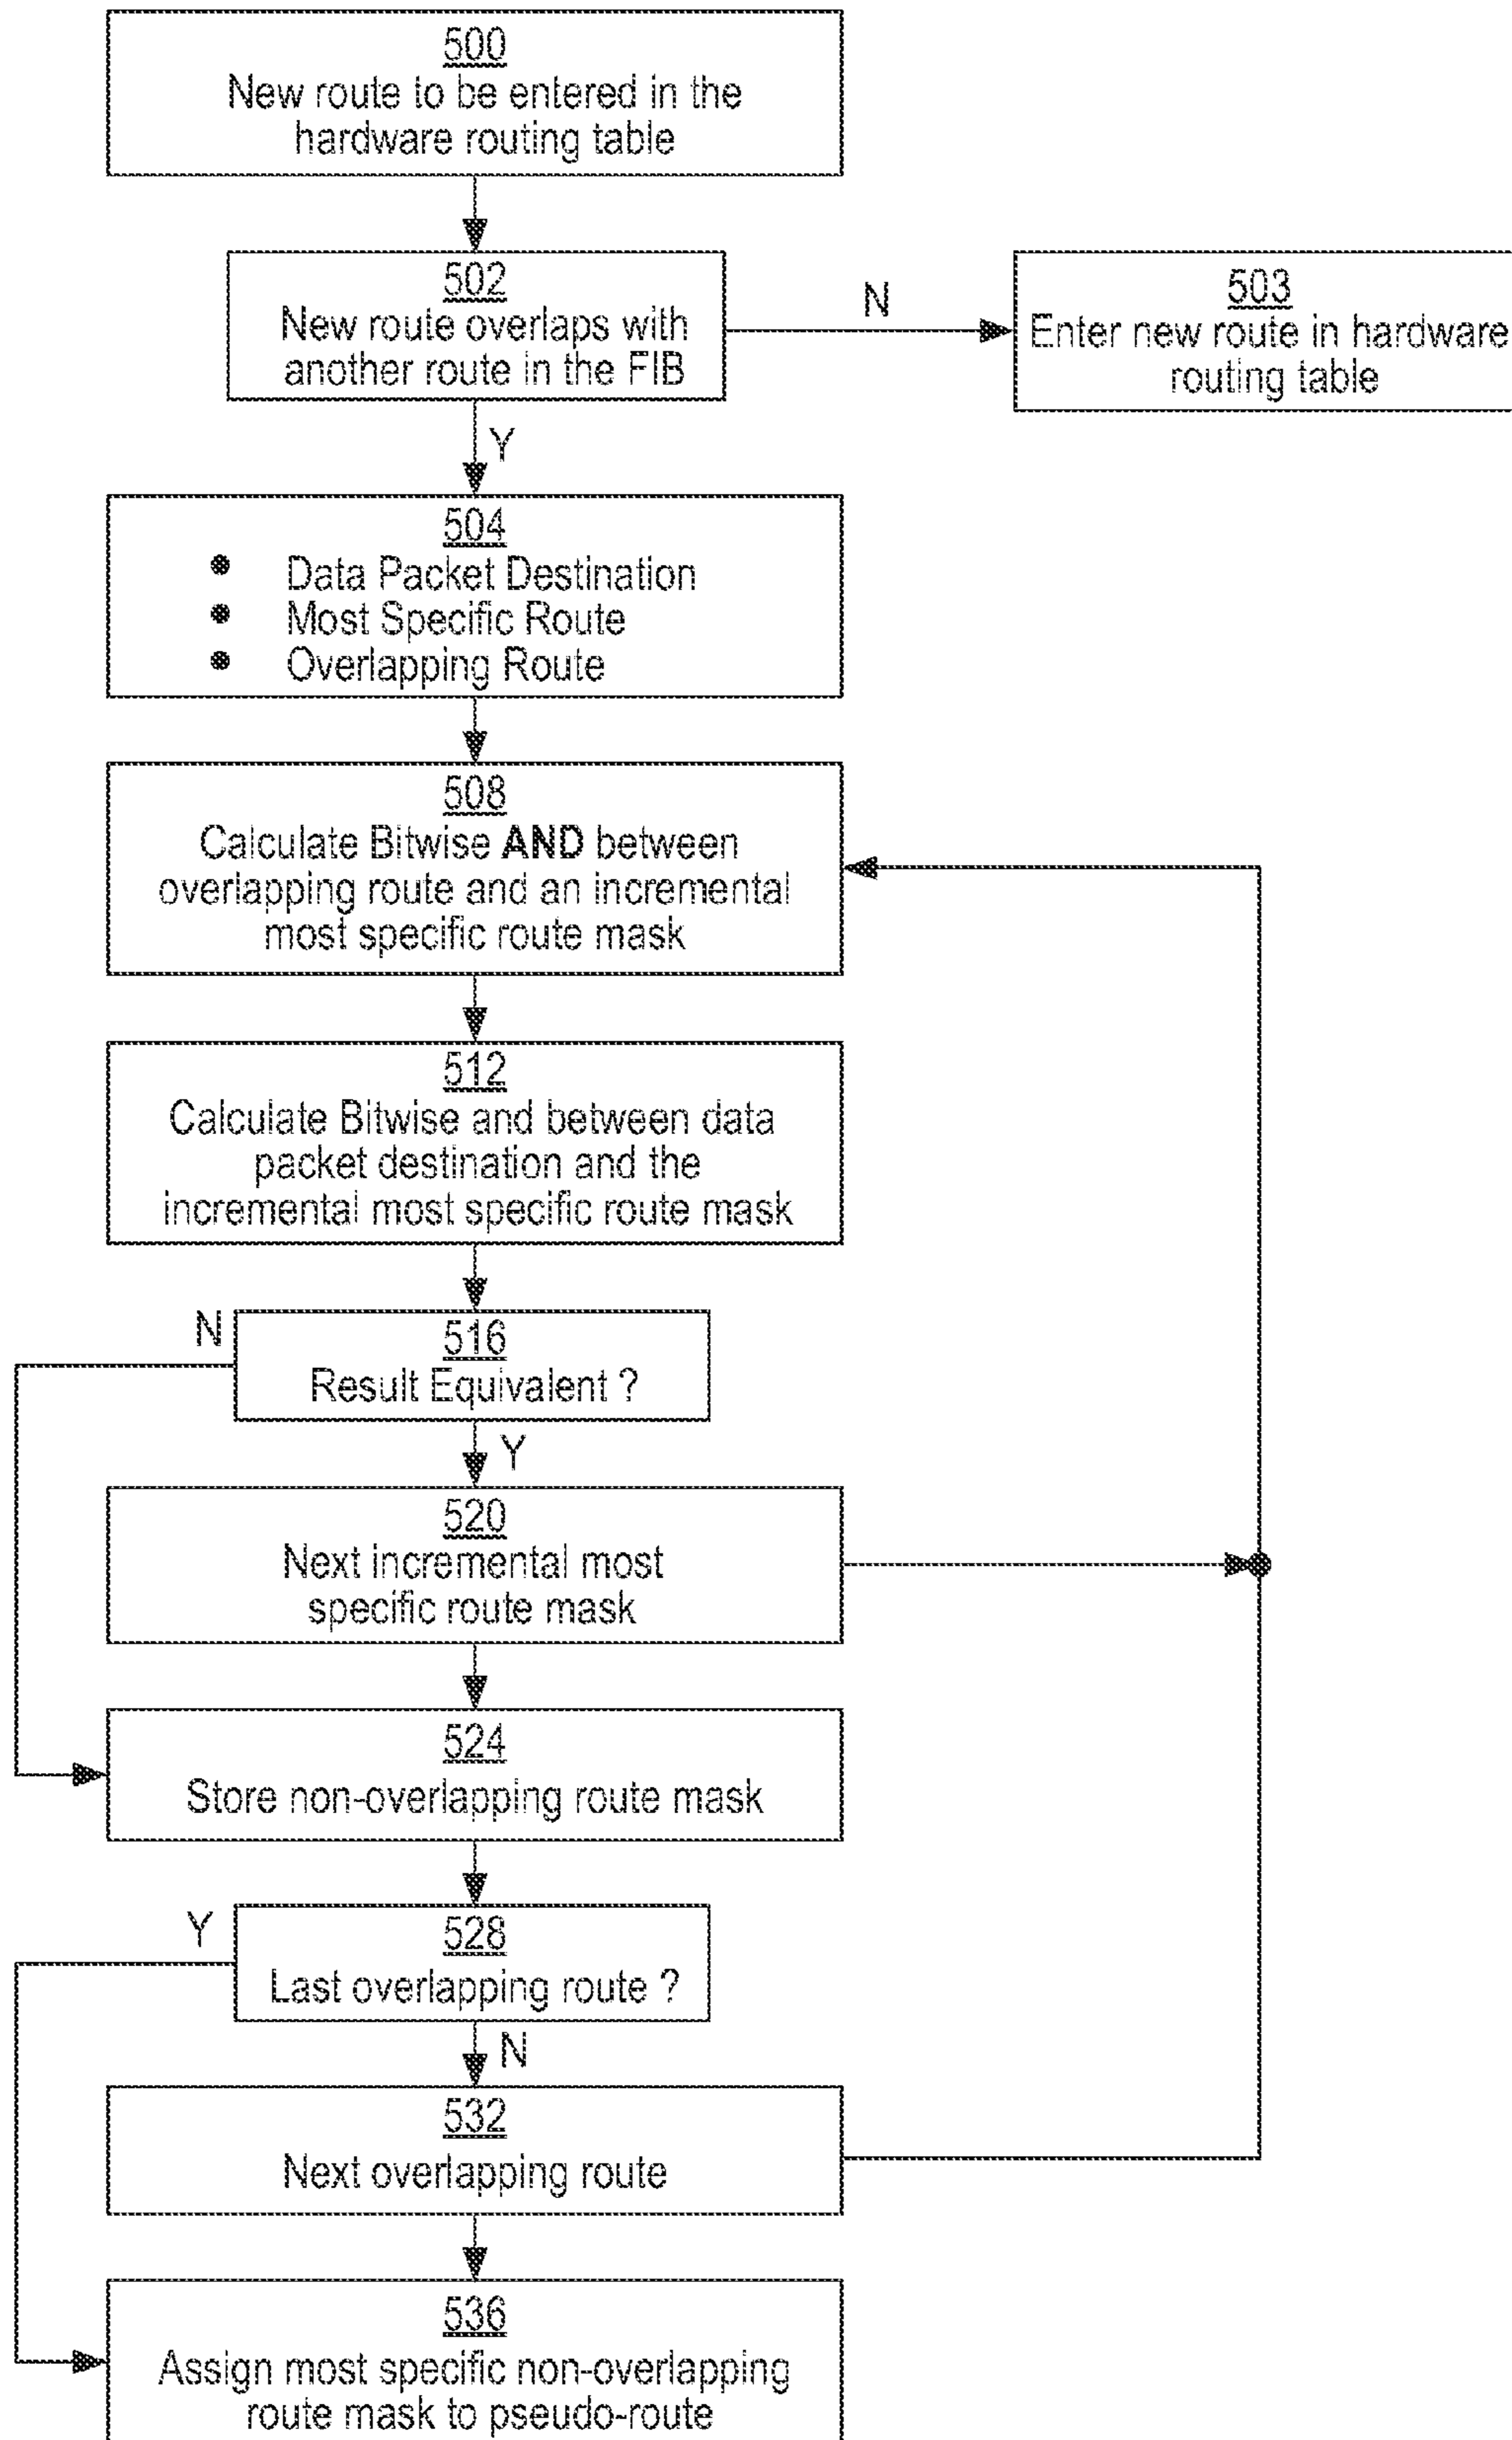 500
New route to be entered in the
hardware routing table
502
New route overlaps with
another route in the FIB
N
503
Enter new route in hardware
routing table
Y
504
• Data Packet Destination
• Most Specific Route
• Overlapping Route
508
Calculate Bitwise AND between
overlapping route and an incremental
most specific route mask
512
Calculate Bitwise and between data
packet destination and the
incremental most specific route mask
N
516
Result Equivalent ?
Y
520
Next incremental most
specific route mask
524
Store non-overlapping route mask
Y
528
Last overlapping route ?
N
532
Next overlapping route
536
Assign most specific non-overlapping
route mask to pseudo-route